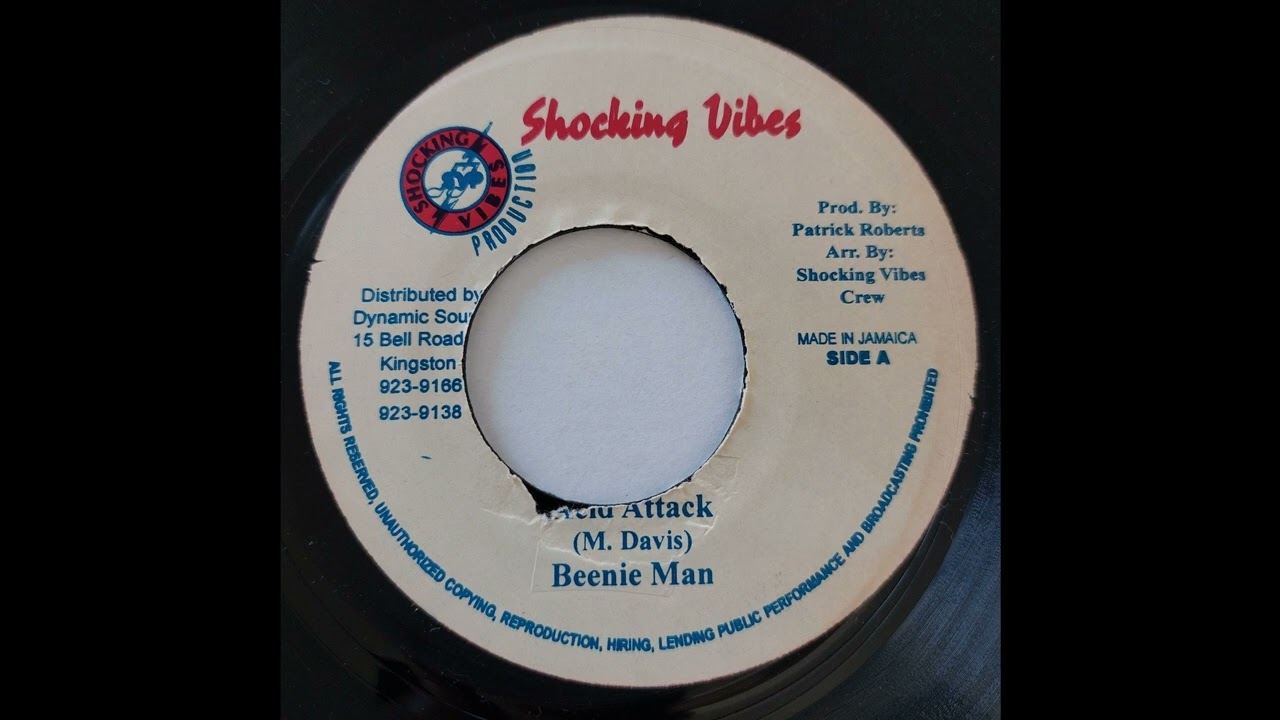 Shocking Vibes
SHOCKING VIBES
PRODUCTION
Prod. By:
Patrick Roberts
Arr. By:
Shocking Vibes
Crew
MADE IN JAMAICA
SIDE A
Distributed by
Dynamic
15 Bell Road
Kingston
923-9166
923-9138
Attack
(M. Davis)
Beenie Man
ALL RIGHTS RESERVED, UNAUTHORIZED COPYING, REPRODUCTION, HIRING, LENDING PUBLIC PERFORMANCE AND BROADCASTING PROHIBITED